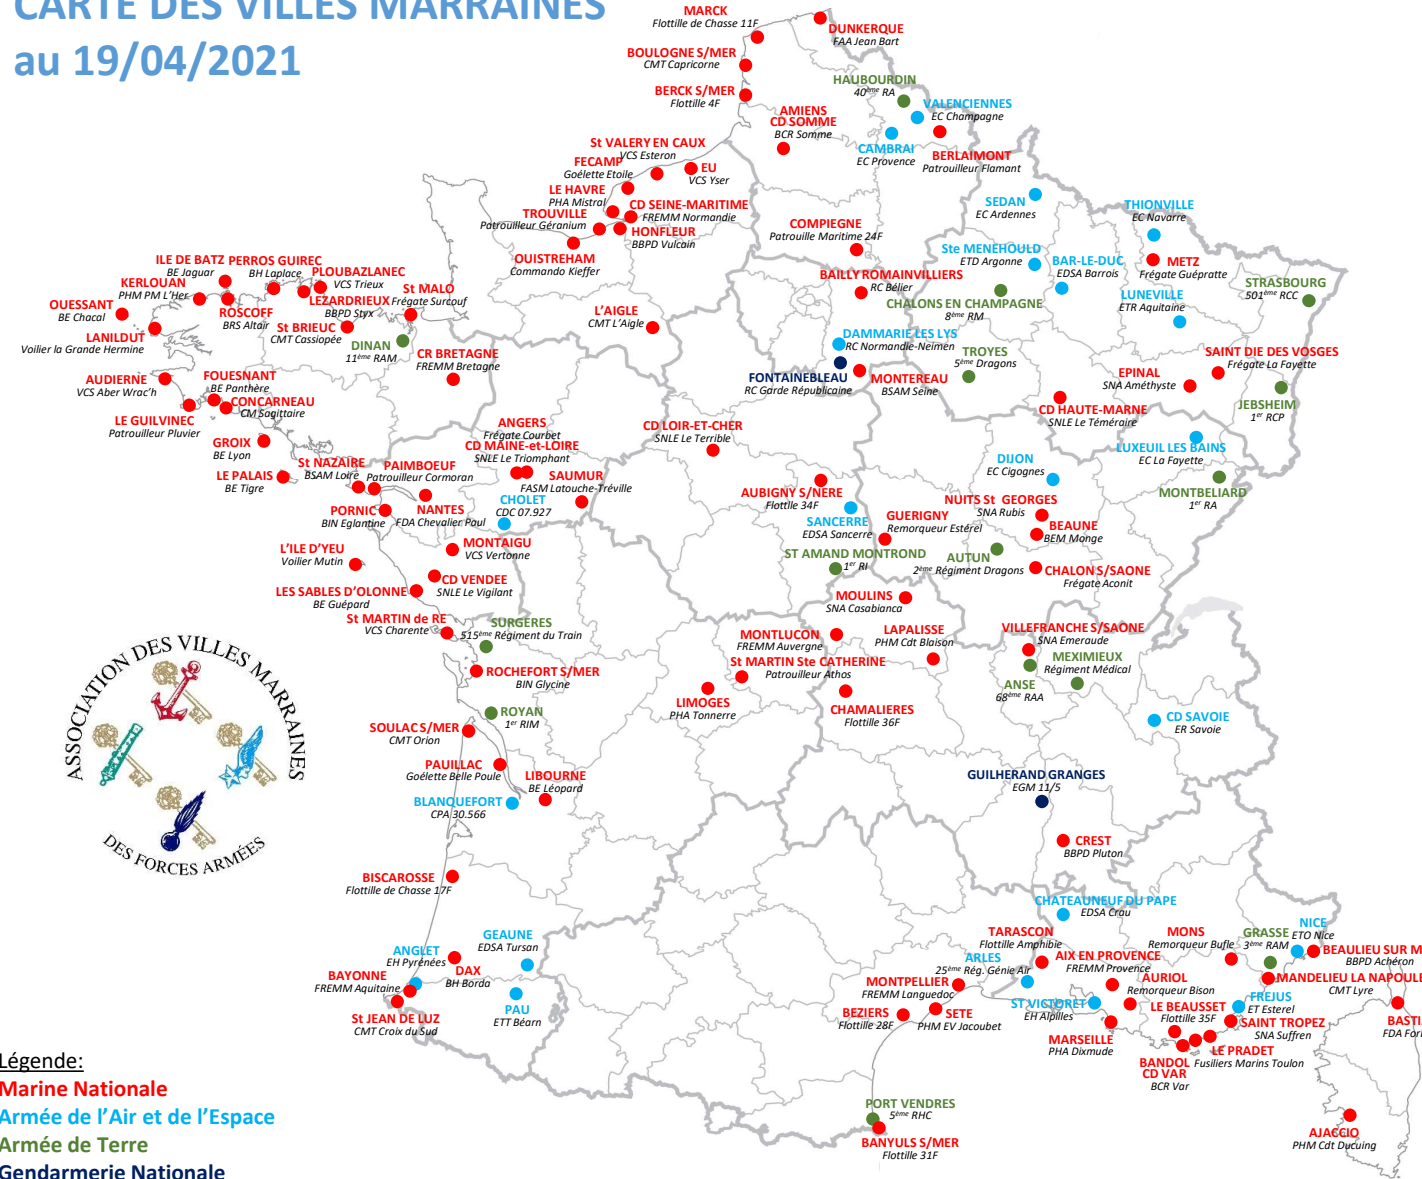 CARTE DES VILLES MARRAINES
au 19/04/2021
MARCK
Flottille de Chasse 11F
DUNKERQUE
FAA Jean Bart
BOULOGNE S/MER
CMT Capricorne
HAUBOURDIN
40ème RA
BERCK S/MER
Flottille 4F
VALENCIENNES
EC Champagne
AMIENS
CD SOMME
BCR Somme
CAMBRAI
EC Provence
BERLAIMONT
Patrouilleur Flamant
St VALERY EN CAUX
VCS Esteron
FECAMP
Goélette Etoile
EU
VCS Yser
LE HAVRE
PHA Mistral
CD SEINE-MARITIME
FREMM Normandie
TROUVILLE
Patrouilleur Géranium
HONFLEUR
BBPD Vulcain
OUISTREHAM
Commando Kieffer
COMPIEGNE
Patrouille Maritime 24F
SEDAN
EC Ardennes
THIONVILLE
EC Navarre
Ste MENEHOULD
ETD Argonne
BAR-LE-DUC
EDSA Barrois
METZ
Frégate Guépratte
STRASBOURG
501ème RCC
BAILLY ROMAINVILLIERS
RC Bélier
CHALONS EN CHAMPAGNE
8ème RM
LUNEVILLE
ETR Aquitaine
ILE DE BATZ
BE Jaguar
PERROS GUIREC
BH Laplace
PLOUBAZLANEC
VCS Trieux
KERLOUAN
PHM PM L'Her
LEZARDRIEUX
BBPD Styx
St MALO
Frégate Surcouf
OUESSANT
BE Chacal
ROSCOFF
BRS Altaïr
St BRIEUC
CMT Cassiopée
LANILDUT
Voilier la Grande Hermine
DINAN
11ème RAM
L'AIGLE
CMT L'Aigle
DAMMARIE LES LYS
RC Normandie-Neimen
TROYES
5ème Dragons
SAINT DIE DES VOSGES
Frégate La Fayette
CR BRETAGNE
FREMM Bretagne
FONTAINEBLEAU
RC Garde Républicaine
MONTEREAU
BSAM Seine
EPINAL
SNA Améthyste
AUDIERNE
VCS Aber Wrac'h
FOUESNANT
BE Panthère
CONCARNEAU
CM Sagittaire
JEBSHEIM
1er RCP
CD HAUTE-MARNE
SNLE Le Téméraire
LE GUILVINEC
Patrouilleur Pluvier
GROIX
BE Lyon
ANGERS
Frégate Courbet
CD MAINE-et-LOIRE
SNLE Le Triomphant
CD LOIR-ET-CHER
SNLE Le Terrible
LUXEUIL LES BAINS
EC La Fayette
DIJON
EC Cigognes
LE PALAIS
BE Tigre
St NAZAIRE
BSAM Loire
PAIMBOEUF
Patrouilleur Cormoran
SAUMUR
FASM Latouche-Tréville
AUBIGNY S/NERE
Flottlle 34F
MONTBELIARD
1er RA
CHOLET
CDC 07.927
NUITS St GEORGES
SNA Rubis
PORNIC
BIN Eglantine
NANTES
FDA Chevalier Paul
SANCERRE
EDSA Sancerre
GUERIGNY
Remorqueur Estérel
BEAUNE
BEM Monge
MONTAIGU
VCS Vertonne
L'ILE D'YEU
Voilier Mutin
ST AMAND MONTROND
1er RI
AUTUN
2ème Régiment Dragons
CHALON S/SAONE
Frégate Aconit
CD VENDEE
SNLE Le Vigilant
LES SABLES D'OLONNE
BE Guépard
MOULINS
SNA Casabianca
St MARTIN de RE
VCS Charente
SURGERES
515ème Régiment du Train
MONTLUCON
FREMM Auvergne
LAPALISSE
PHM Cdt Blaison
VILLEFRANCHE S/SAONE
SNA Emeraude
MEXIMIEUX
Régiment Médical
St MARTIN Ste CATHERINE
Patrouilleur Athos
ROCHEFORT S/MER
BIN Glycine
ANSE
68ème RAA
LIMOGES
PHA Tonnerre
CHAMALIERES
Flottille 36F
ROYAN
1er RIM
CD SAVOIE
ER Savoie
SOULAC S/MER
CMT Orion
PAUILLAC
Goélette Belle Poule
LIBOURNE
BE Léopard
GUILHERAND GRANGES
EGM 11/5
BLANQUEFORT
CPA 30.566
CREST
BBPD Pluton
ASSOCIATION DES VILLES MARRAINES
DES FORCES ARMÉES
BISCAROSSE
Flottille de Chasse 17F
CHATEAUNEUF DU PAPE
EDSA Crau
GEAUNE
EDSA Tursan
TARASCON
Flottille Amphibie
MONS
Remorqueur Bufle
GRASSE
3ème RAM
NICE
ETO Nice
ANGLET
EH Pyrénées
DAX
BH Borda
ARLES
25ème Rég. Génie Air
AIX EN PROVENCE
FREMM Provence
BEAULIEU SUR M
BBPD Achéron
BAYONNE
FREMM Aquitaine
MONTPELLIER
FREMM Languedoc
AURIOL
Remorqueur Bison
MANDELIEU LA NAPOULE
CMT Lyre
PAU
ETT Béarn
BEZIERS
Flottille 28F
SETE
PHM EV Jacoubet
ST VICTORET
EH Alpilles
LE BEAUSSET
Flottille 35F
FREJUS
ET Esterel
St JEAN DE LUZ
CMT Croix du Sud
SAINT TROPEZ
SNA Suffren
BASTI
FDA For
MARSEILLE
PHA Dixmude
LE PRADET
Fusiliers Marins Toulon
BANDOL
CD VAR
BCR Var
PORT VENDRES
5ème RHC
BANYULS S/MER
Flottille 31F
AJACCIO
PHM Cdt Ducuing
Légende:
Marine Nationale
Armée de l'Air et de l'Espace
Armée de Terre
Gendarmerie Nationale